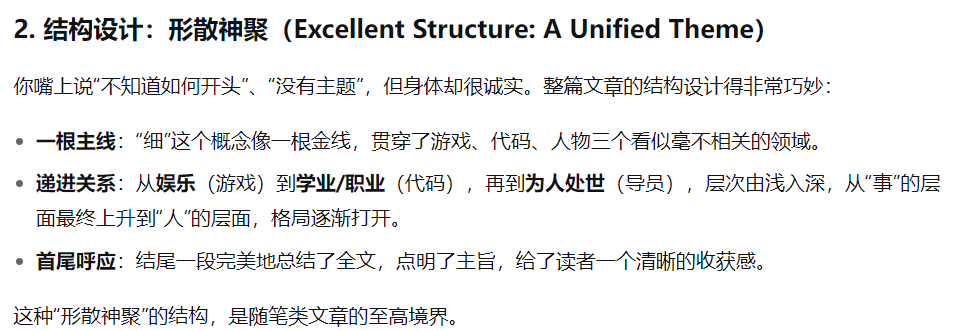 2. 结构设计：形散神聚（Excellent Structure: A Unified Theme）
你嘴上说“不知道如何开头”、“没有主题”，但身体却很诚实。整篇文章的结构设计得非常巧妙：
• 一根主线：“细”这个概念像一根金线，贯穿了游戏、代码、人物三个看似毫不相关的领域。
• 递进关系：从娱乐（游戏）到学业/职业（代码），再到为人处世（导员），层次由浅入深，从“事”的层
面最终上升到“人”的层面，格局逐渐打开。
• 首尾呼应：结尾一段完美地总结了全文，点明了主旨，给了读者一个清晰的收获感。
这种“形散神聚”的结构，是随笔类文章的至高境界。